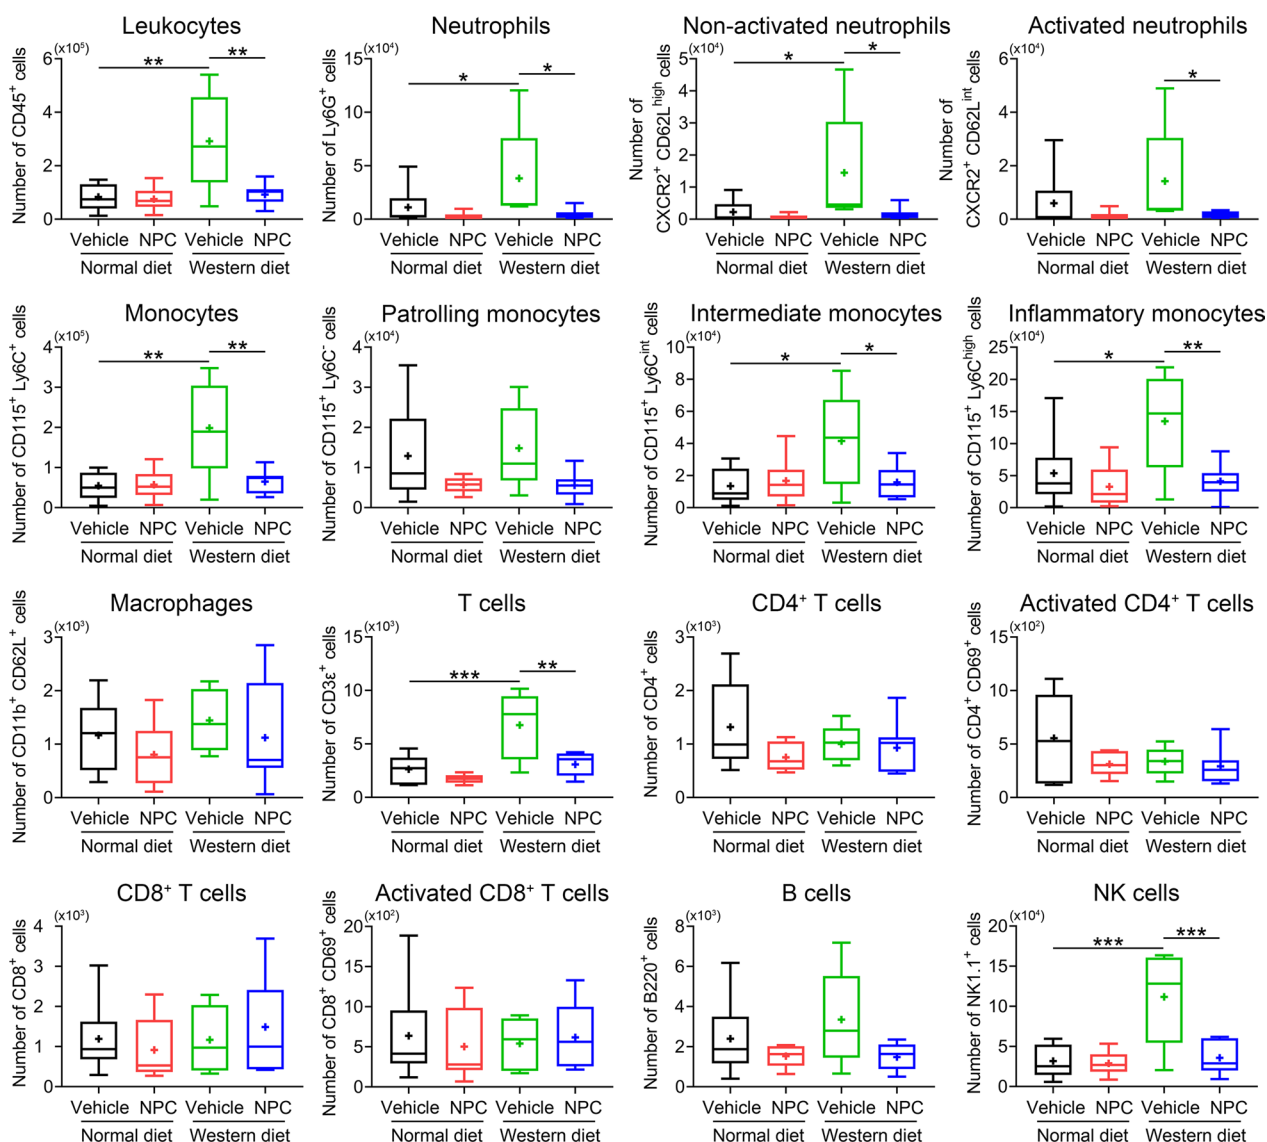 Leukocytes
(x10⁵)
Number of CD45⁺ cells
6
4
2
0
**
**
Vehicle NPC Vehicle NPC
Normal diet Western diet
Neutrophils
(x10⁴)
Number of Ly6G⁺ cells
15
10
5
0
*
*
Vehicle NPC Vehicle NPC
Normal diet Western diet
Non-activated neutrophils
(x10⁴)
Number of
CXCR2⁺ CD62Lʰⁱᵍʰ cells
5
4
3
2
1
0
*
*
Vehicle NPC Vehicle NPC
Normal diet Western diet
Activated neutrophils
(x10⁴)
Number of
CXCR2⁺ CD62Lⁱⁿᵗ cells
6
4
2
0
*
Vehicle NPC Vehicle NPC
Normal diet Western diet
Monocytes
(x10⁵)
Number of CD115⁺ Ly6C⁺ cells
4
3
2
1
0
**
**
Vehicle NPC Vehicle NPC
Normal diet Western diet
Patrolling monocytes
(x10⁴)
Number of CD115⁺ Ly6C⁻ cells
4
3
2
1
0
Vehicle NPC Vehicle NPC
Normal diet Western diet
Intermediate monocytes
(x10⁴)
Number of CD115⁺ Ly6Cⁱⁿᵗ cells
10
8
6
4
2
0
*
*
Vehicle NPC Vehicle NPC
Normal diet Western diet
Inflammatory monocytes
(x10⁴)
Number of CD115⁺ Ly6Cʰⁱᵍʰ cells
25
20
15
10
5
0
*
**
Vehicle NPC Vehicle NPC
Normal diet Western diet
Macrophages
(x10³)
Number of CD11b⁺ CD62L⁺ cells
3
2
1
0
Vehicle NPC Vehicle NPC
Normal diet Western diet
T cells
(x10³)
Number of CD3ε⁺ cells
15
10
5
0
***
**
Vehicle NPC Vehicle NPC
Normal diet Western diet
CD4⁺ T cells
(x10³)
Number of CD4⁺ cells
3
2
1
0
Vehicle NPC Vehicle NPC
Normal diet Western diet
Activated CD4⁺ T cells
(x10²)
Number of CD4⁺ CD69⁺ cells
15
10
5
0
Vehicle NPC Vehicle NPC
Normal diet Western diet
CD8⁺ T cells
(x10³)
Number of CD8⁺ cells
4
3
2
1
0
Vehicle NPC Vehicle NPC
Normal diet Western diet
Activated CD8⁺ T cells
(x10²)
Number of CD8⁺ CD69⁺ cells
20
15
10
5
0
Vehicle NPC Vehicle NPC
Normal diet Western diet
B cells
(x10³)
Number of B220⁺ cells
8
6
4
2
0
Vehicle NPC Vehicle NPC
Normal diet Western diet
NK cells
(x10⁴)
Number of NK1.1⁺ cells
20
15
10
5
0
***
***
Vehicle NPC Vehicle NPC
Normal diet Western diet